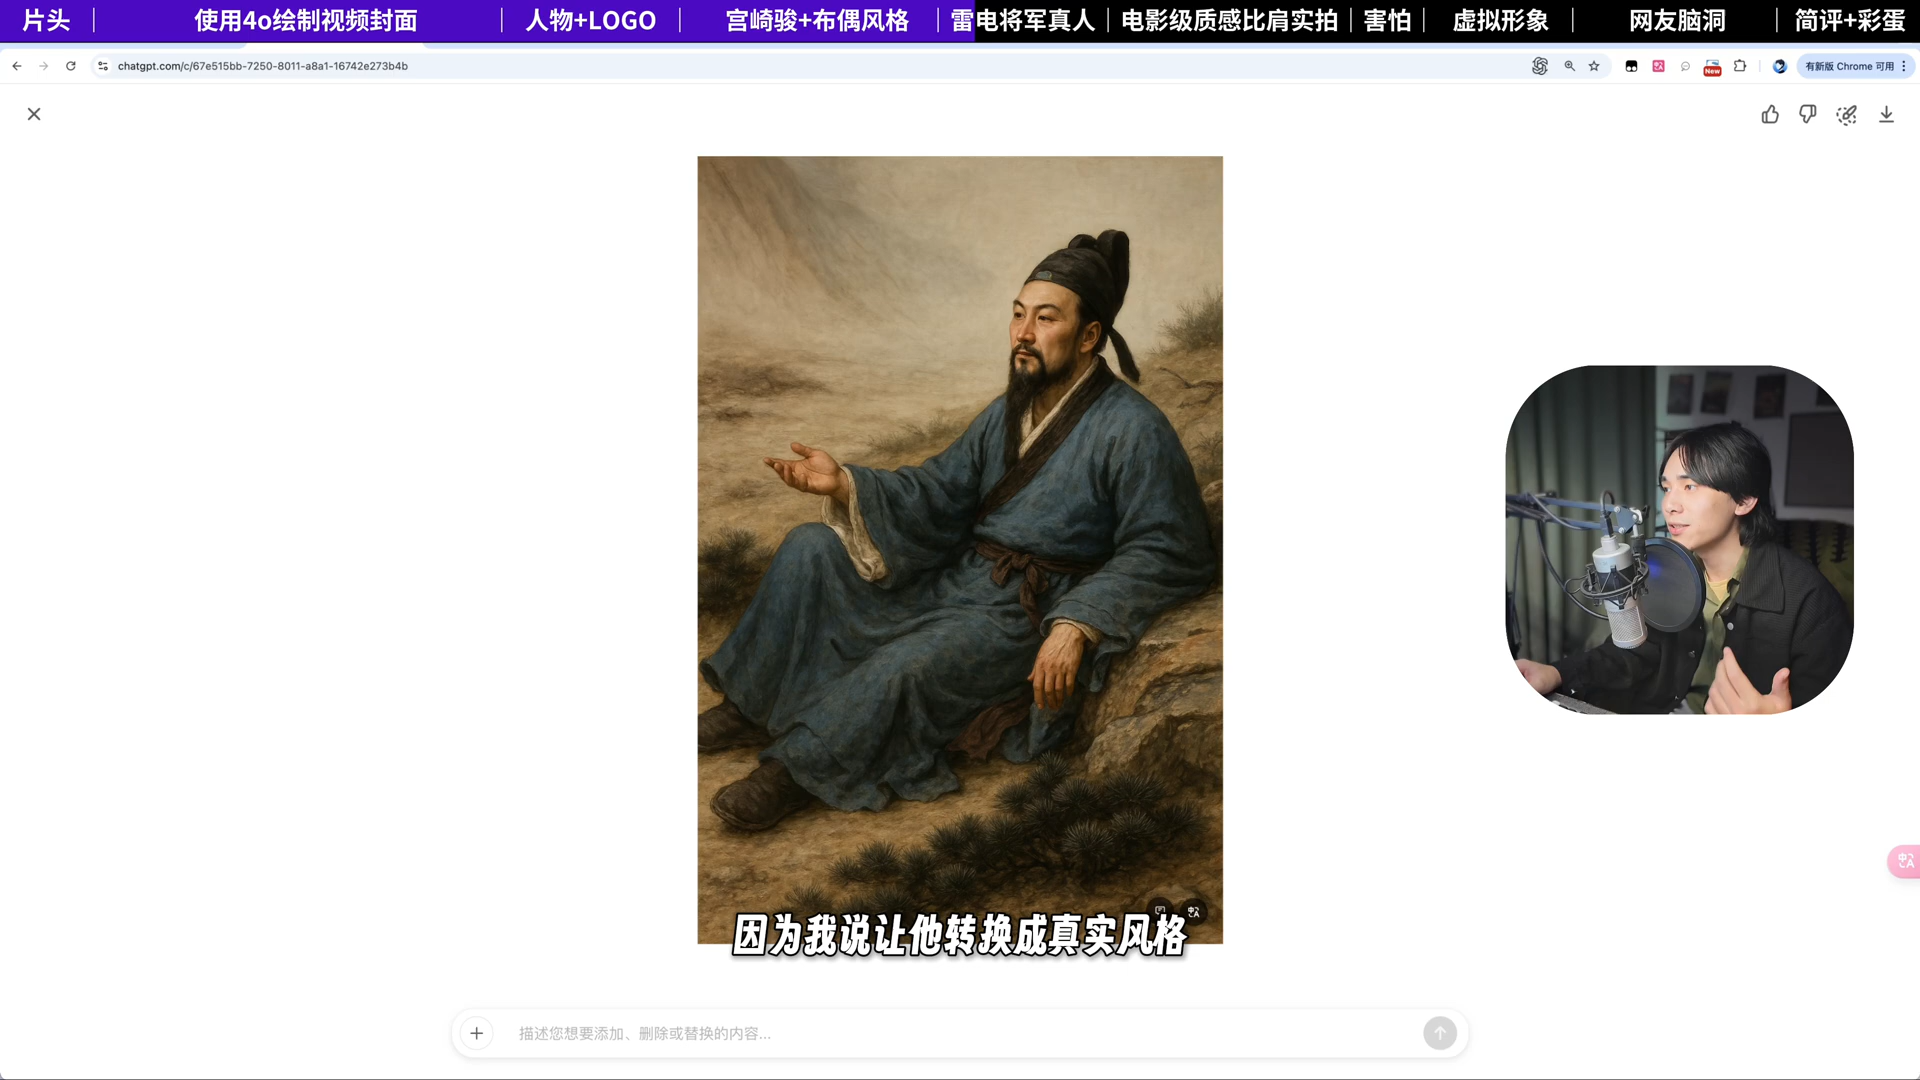 片头 | 使用4o绘制视频封面 | 人物+LOGO | 宫崎骏+布偶风格 | 雷电将军真人 | 电影级质感比肩实拍 | 害怕 | 虚拟形象 | 网友脑洞 | 简评+彩蛋
chatgpt.com/c/67e515bb-7250-8011-a8a1-16742e273b4b
New
有新版 Chrome 可用
因为我说让他转换成真实风格
描述您想要添加、删除或替换的内容...